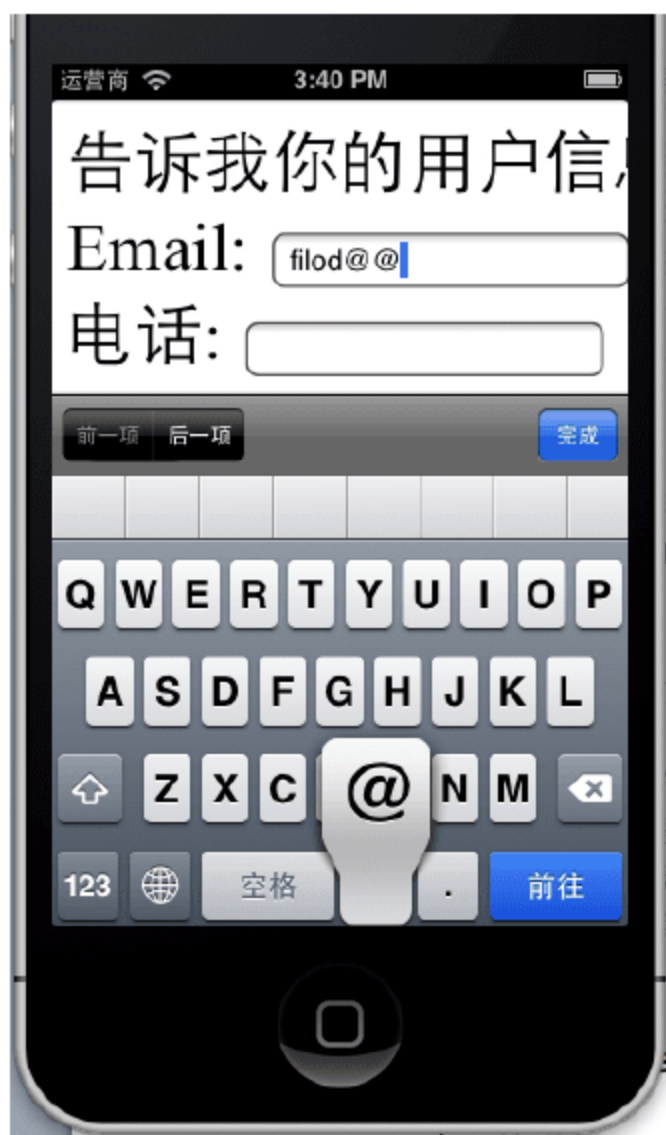 运营商 3:40 PM
告诉我你的用户信
Email: filod@@
电话:
前一项 后一项 完成
Q W E R T Y U I O P
A S D F G H J K L
Z X C @ N M
123 空格 . 前往